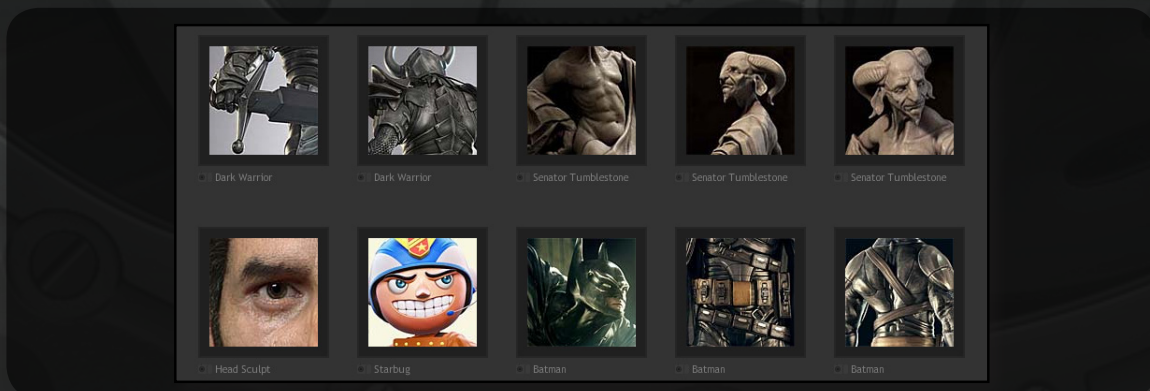 Dark Warrior
Dark Warrior
Senator Tumblestone
Senator Tumblestone
Senator Tumblestone
Head Sculpt
Starbug
Batman
Batman
Batman